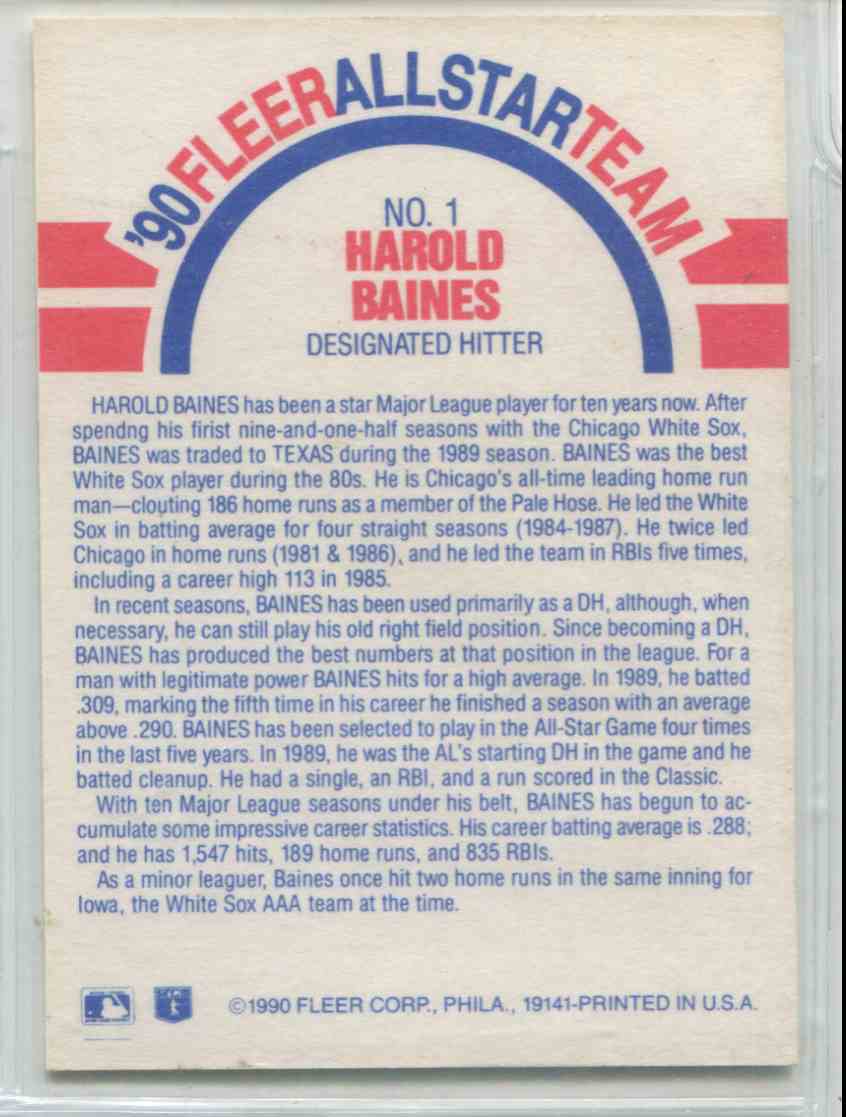 '90 FLEER ALL STAR TEAM
NO. 1
HAROLD
BAINES
DESIGNATED HITTER
HAROLD BAINES has been a star Major League player for ten years now. After
spendng his firist nine-and-one-half seasons with the Chicago White Sox,
BAINES was traded to TEXAS during the 1989 season. BAINES was the best
White Sox player during the 80s. He is Chicago's all-time leading home run
man—clouting 186 home runs as a member of the Pale Hose. He led the White
Sox in batting average for four straight seasons (1984-1987). He twice led
Chicago in home runs (1981 & 1986), and he led the team in RBIs five times,
including a career high 113 in 1985.
In recent seasons, BAINES has been used primarily as a DH, although, when
necessary, he can still play his old right field position. Since becoming a DH,
BAINES has produced the best numbers at that position in the league. For a
man with legitimate power BAINES hits for a high average. In 1989, he batted
.309, marking the fifth time in his career he finished a season with an average
above .290. BAINES has been selected to play in the All-Star Game four times
in the last five years. In 1989, he was the AL's starting DH in the game and he
batted cleanup. He had a single, an RBI, and a run scored in the Classic.
With ten Major League seasons under his belt, BAINES has begun to ac-
cumulate some impressive career statistics. His career batting average is .288;
and he has 1,547 hits, 189 home runs, and 835 RBIs.
As a minor leaguer, Baines once hit two home runs in the same inning for
Iowa, the White Sox AAA team at the time.
©1990 FLEER CORP., PHILA., 19141-PRINTED IN U.S.A.